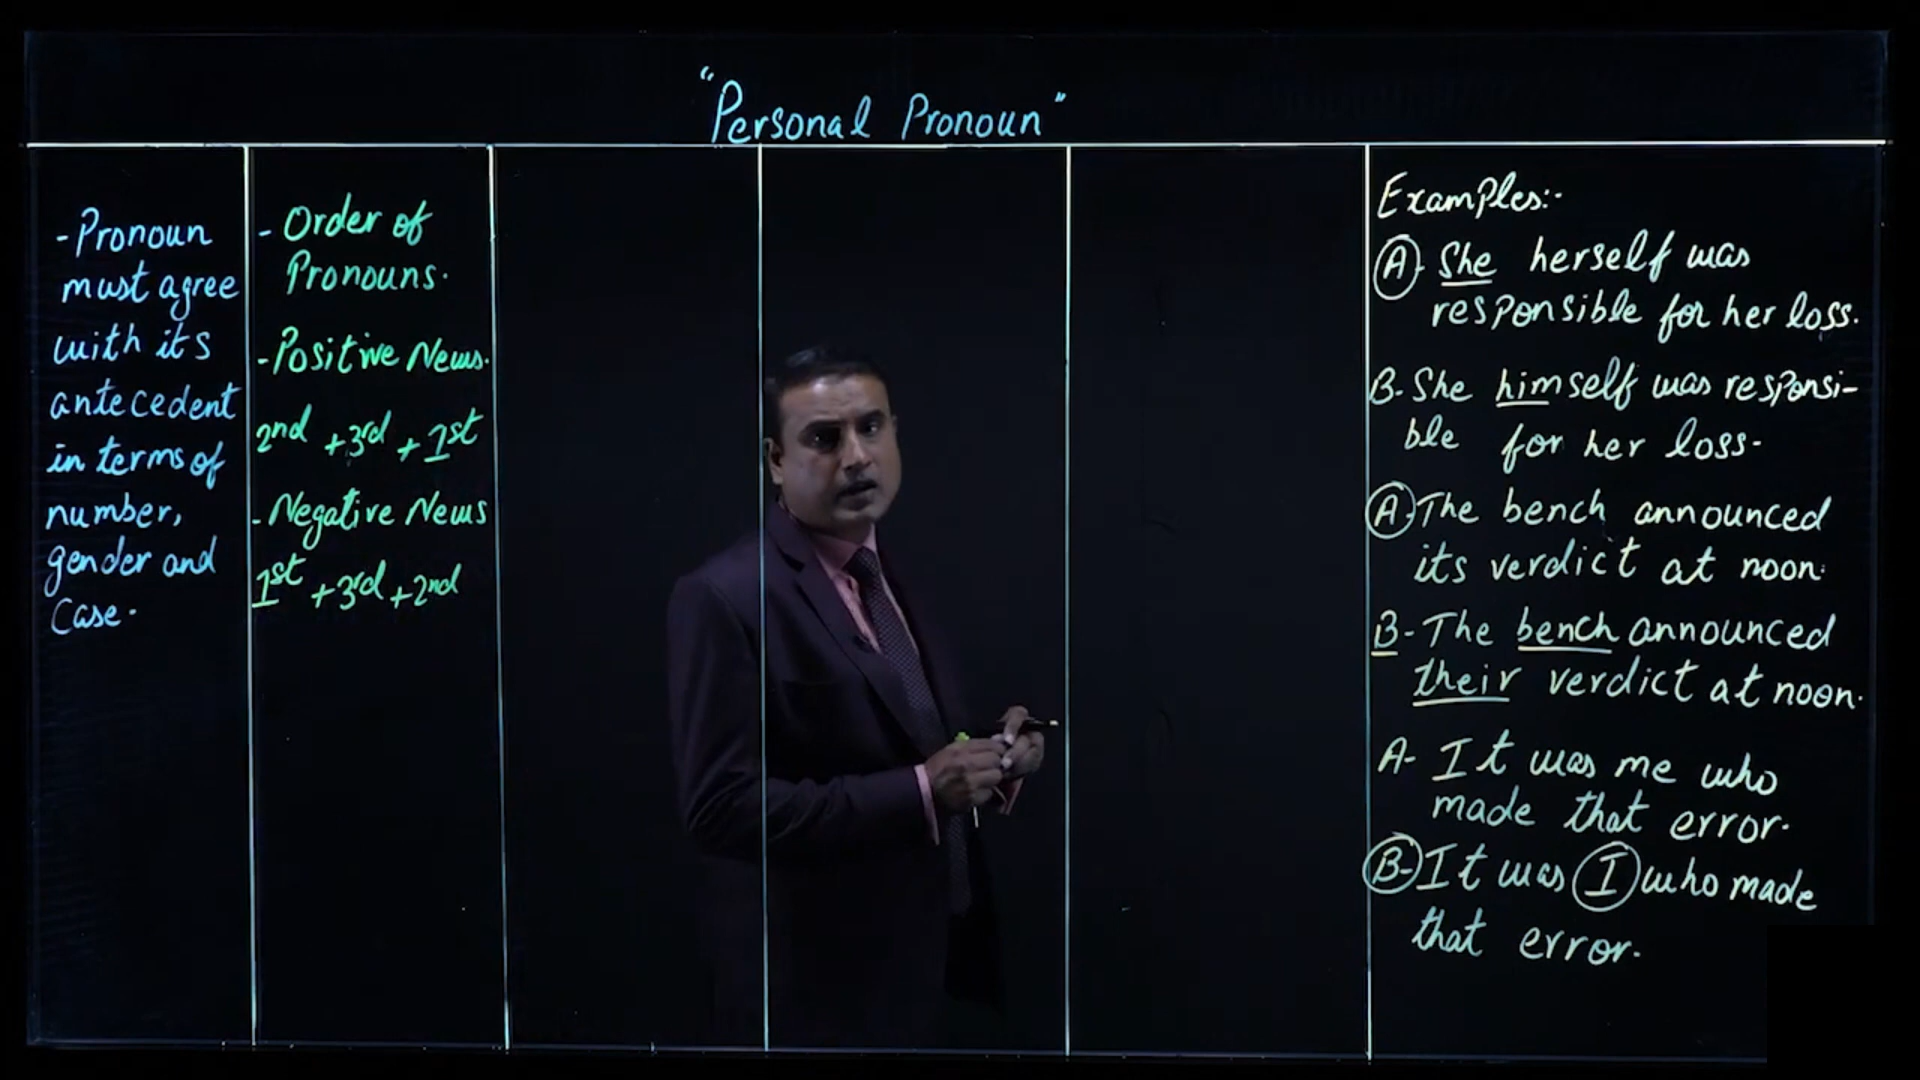 "Personal Pronoun"
- Pronoun
must agree
with its
antecedent
in terms of
number,
gender and
Case.
- Order of
Pronouns.
- Positive News.
2nd + 3rd + 1st
- Negative News
1st + 3rd + 2nd
Examples:-
A- She herself was
responsible for her loss.
B- She himself was responsi-
ble for her loss-
A- The bench announced
its verdict at noon.
B- The bench announced
their verdict at noon.
A- It was me who
made that error.
B- It was I who made
that error.